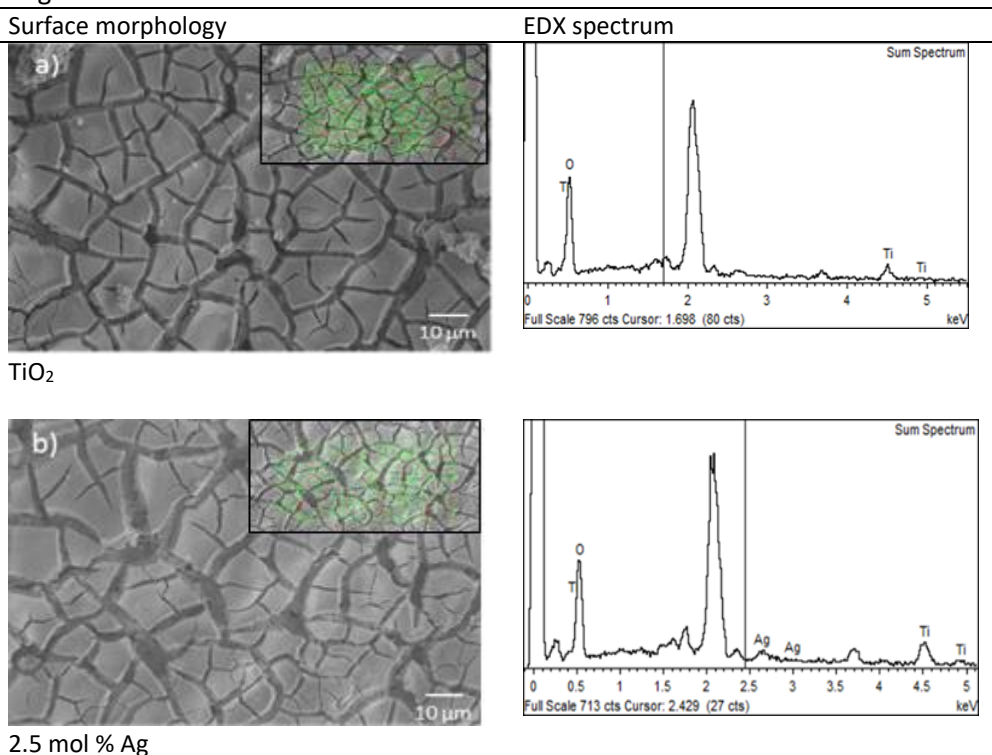 Surface morphology EDX spectrum
a)
10 µm
Sum Spectrum
O
T
Ti
Ti
0 1 2 3 4 5
Full Scale 796 cts Cursor: 1.698 (80 cts) keV
TiO₂
b)
10 µm
Sum Spectrum
O
T
Ag
Ag
Ti
Ti
0 0.5 1 1.5 2 2.5 3 3.5 4 4.5 5
Full Scale 713 cts Cursor: 2.429 (27 cts) keV
2.5 mol % Ag